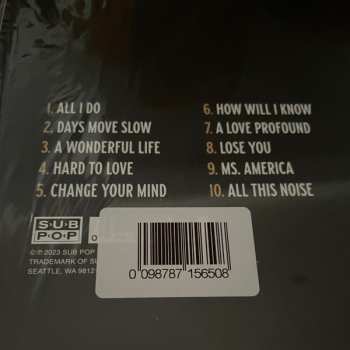 1. ALL I DO
2. DAYS MOVE SLOW
3. A WONDERFUL LIFE
4. HARD TO LOVE
5. CHANGE YOUR MIND
6. HOW WILL I KNOW
7. A LOVE PROFOUND
8. LOSE YOU
9. MS. AMERICA
10. ALL THIS NOISE
SUB
POP
0
©℗ 2023 SUB POP
TRADEMARK OF SU
SEATTLE, WA 9812
0 098787 156508